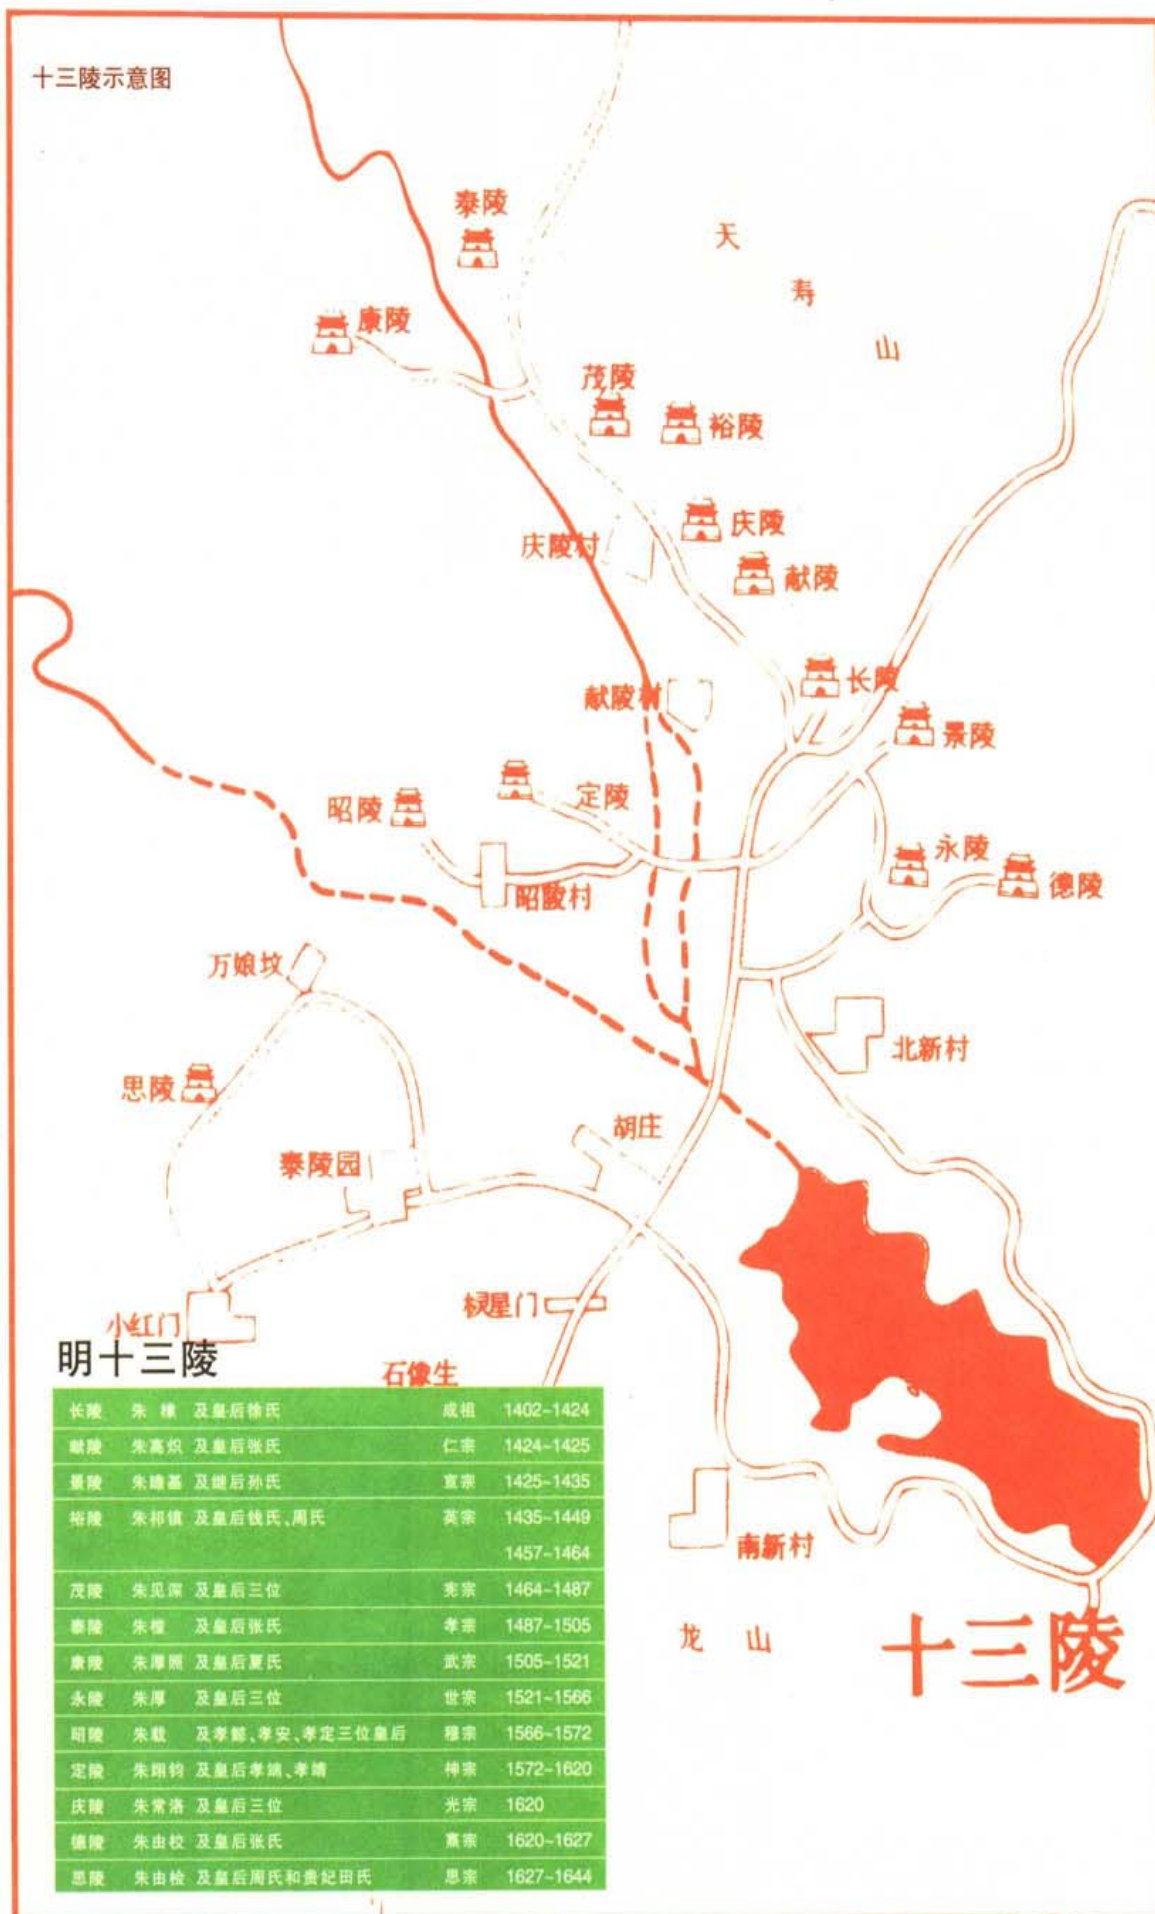 十三陵示意图
泰陵
天
寿
山
康陵
茂陵
裕陵
庆陵
庆陵村
献陵
献陵村
长陵
景陵
定陵
昭陵
永陵
德陵
昭陵村
万娘坟
北新村
思陵
胡庄
泰陵园
棂星门
小红门
石像生
明十三陵
长陵 朱棣 及皇后徐氏 成祖 1402~1424
献陵 朱高炽 及皇后张氏 仁宗 1424~1425
景陵 朱瞻基 及继后孙氏 宣宗 1425~1435
裕陵 朱祁镇 及皇后钱氏、周氏 英宗 1435~1449
1457~1464
茂陵 朱见深 及皇后三位 宪宗 1464~1487
泰陵 朱樘 及皇后张氏 孝宗 1487~1505
康陵 朱厚照 及皇后夏氏 武宗 1505~1521
永陵 朱厚 及皇后三位 世宗 1521~1566
昭陵 朱载 及孝懿、孝安、孝定三位皇后 穆宗 1566~1572
定陵 朱翊钧 及皇后孝端、孝靖 神宗 1572~1620
庆陵 朱常洛 及皇后三位 光宗 1620
德陵 朱由校 及皇后张氏 熹宗 1620~1627
思陵 朱由检 及皇后周氏和贵妃田氏 思宗 1627~1644
南新村
龙山
十三陵